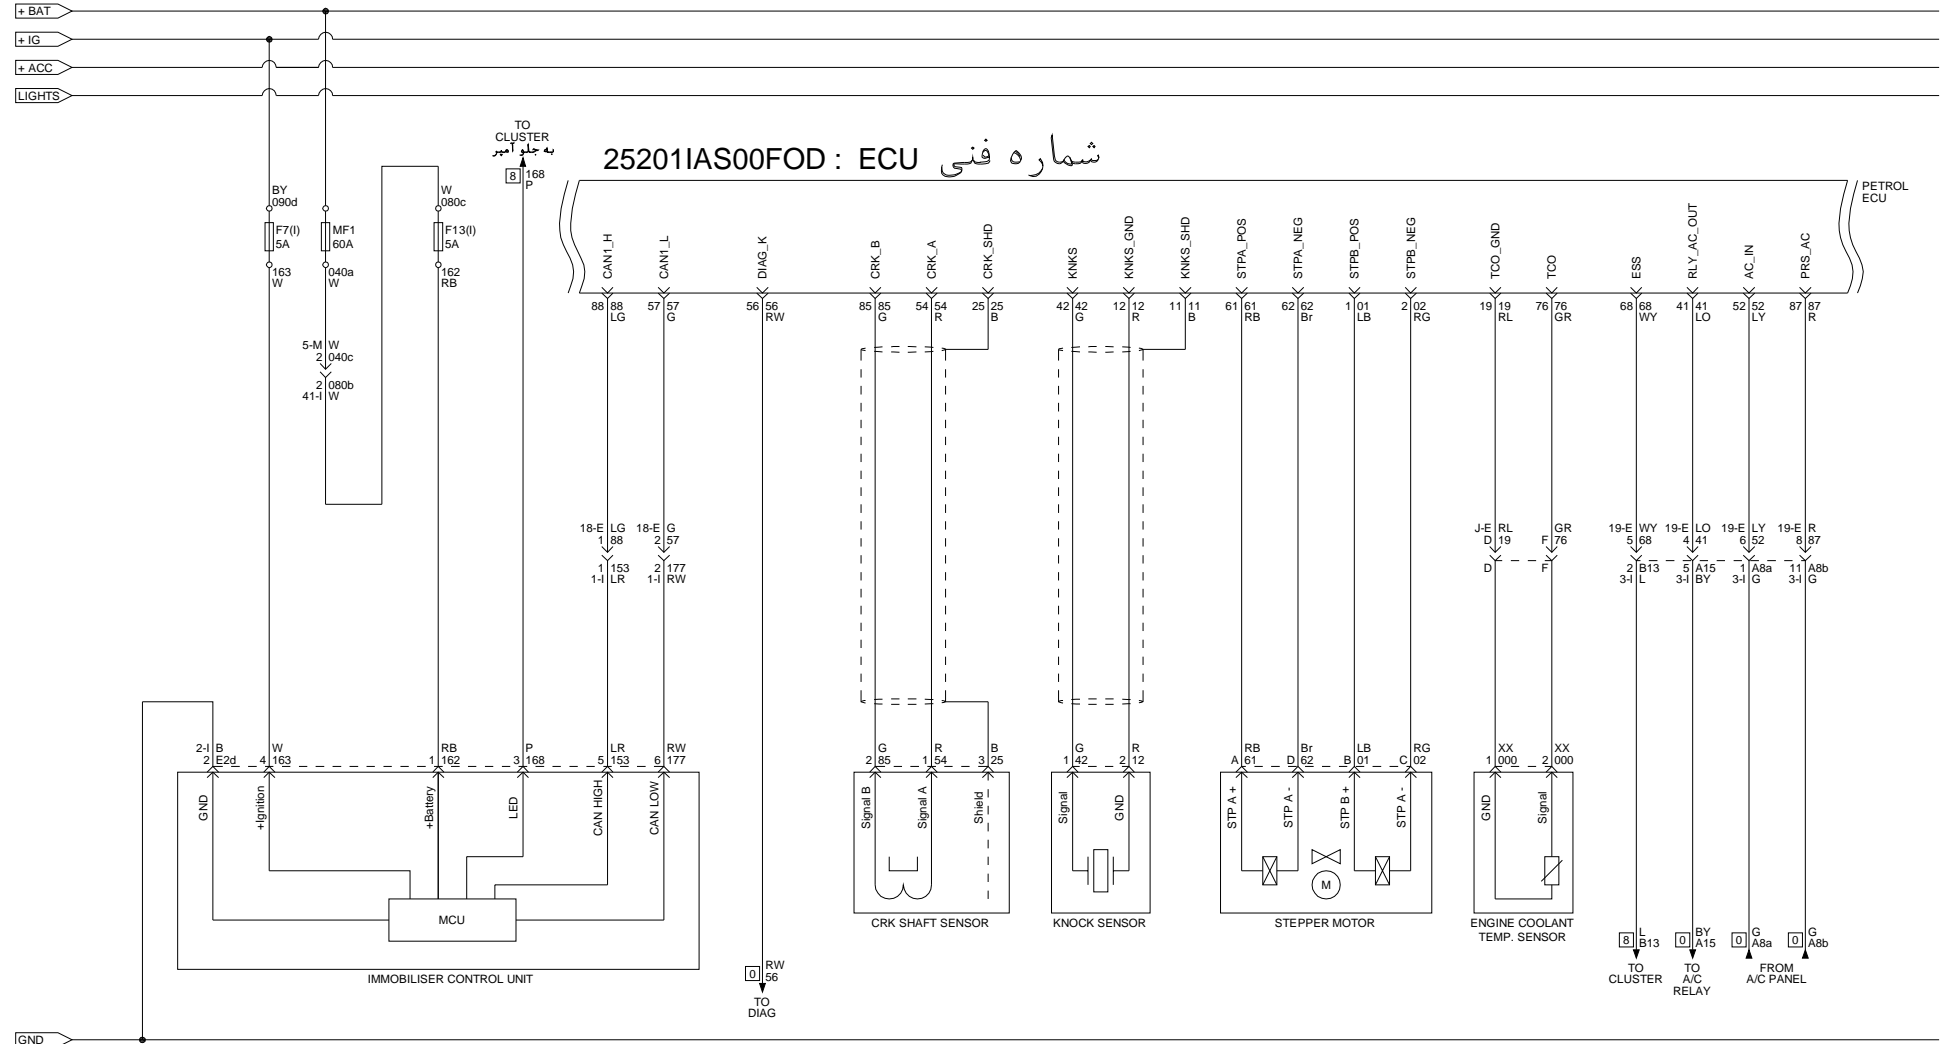 + BAT
+ IG
+ ACC
LIGHTS
TO
CLUSTER
به جلو آمپر
8 168
P
25201IAS00FOD : ECU شماره فنی
PETROL
ECU
BY
090d
F7(I)
5A
163
W
MF1
60A
040a
W
W
080c
F13(I)
5A
162
RB
5-M W
2 040c
2 080b
41-I W
CAN1_H
CAN1_L
DIAG_K
CRK_B
CRK_A
CRK_SHD
KNKS
KNKS_GND
KNKS_SHD
STPA_POS
STPA_NEG
STPB_POS
STPB_NEG
TCO_GND
TCO
ESS
RLY_AC_OUT
AC_IN
PRS_AC
88 88 57 57 56 56 85 85 54 54 25 25 42 42 12 12 11 11 61 61 62 62 1 01 2 02 19 19 76 76 68 68 41 41 52 52 87 87
LG G RW G R B G R B RB Br LB RG RL GR WY LO LY R
18-E LG 18-E G J-E RL GR 19-E WY 19-E LO 19-E LY 19-E R
1 88 2 57 D 19 F 76 5 68 4 41 6 52 8 87
1 153 2 177 D F 2 B13 5 A15 1 A8a 11 A8b
1-I LR 1-I RW 3-I L 3-I BY 3-I G 3-I G
2-I B W RB P LR RW G R B G R RB Br LB RG XX XX
2 E2d 4 163 1 162 3 168 5 153 6 177 2 85 1 54 3 25 1 42 2 12 A 61 D 62 B 01 C 02 1 000 2 000
GND
+Ignition
+Battery
LED
CAN HIGH
CAN LOW
MCU
IMMOBILISER CONTROL UNIT
RW
0 56
TO
DIAG
Signal B
Signal A
Shield
CRK SHAFT SENSOR
Signal
GND
KNOCK SENSOR
STP A +
STP A -
STP B +
STP A -
M
STEPPER MOTOR
GND
Signal
ENGINE COOLANT
TEMP. SENSOR
L
8 B13
TO
CLUSTER
BY
0 A15
TO
A/C
RELAY
G
0 A8a
G
0 A8b
FROM
A/C PANEL
GND